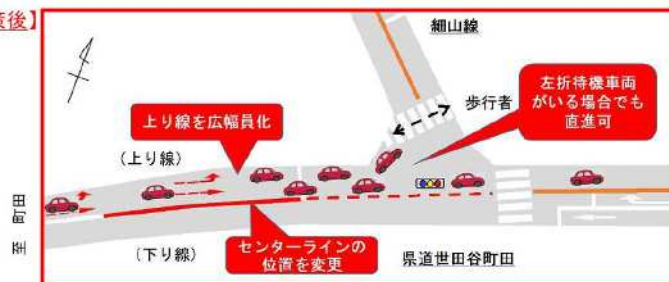 策後】
細山線
歩行者
左折待機車両
がいる場合でも
直進可
上り線を広幅員化
(上り線)
至 町田
(下り線)
センターラインの
位置を変更
県道世田谷町田